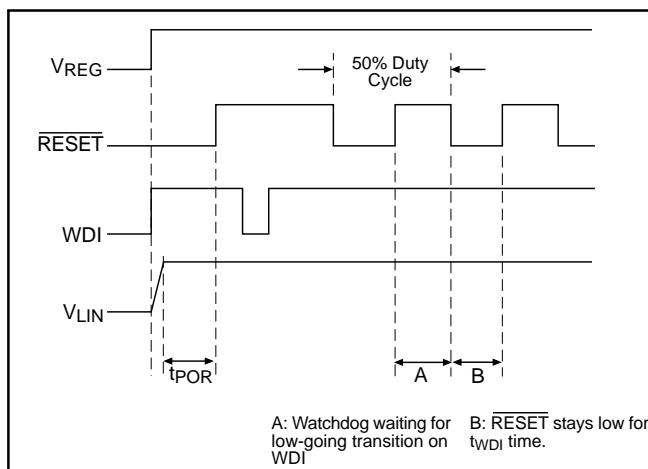 VREG
50% Duty
Cycle
RESET
WDI
VLIN
tPOR
A
B
A: Watchdog waiting for
low-going transition on
WDI
B: RESET stays low for
tWDI time.